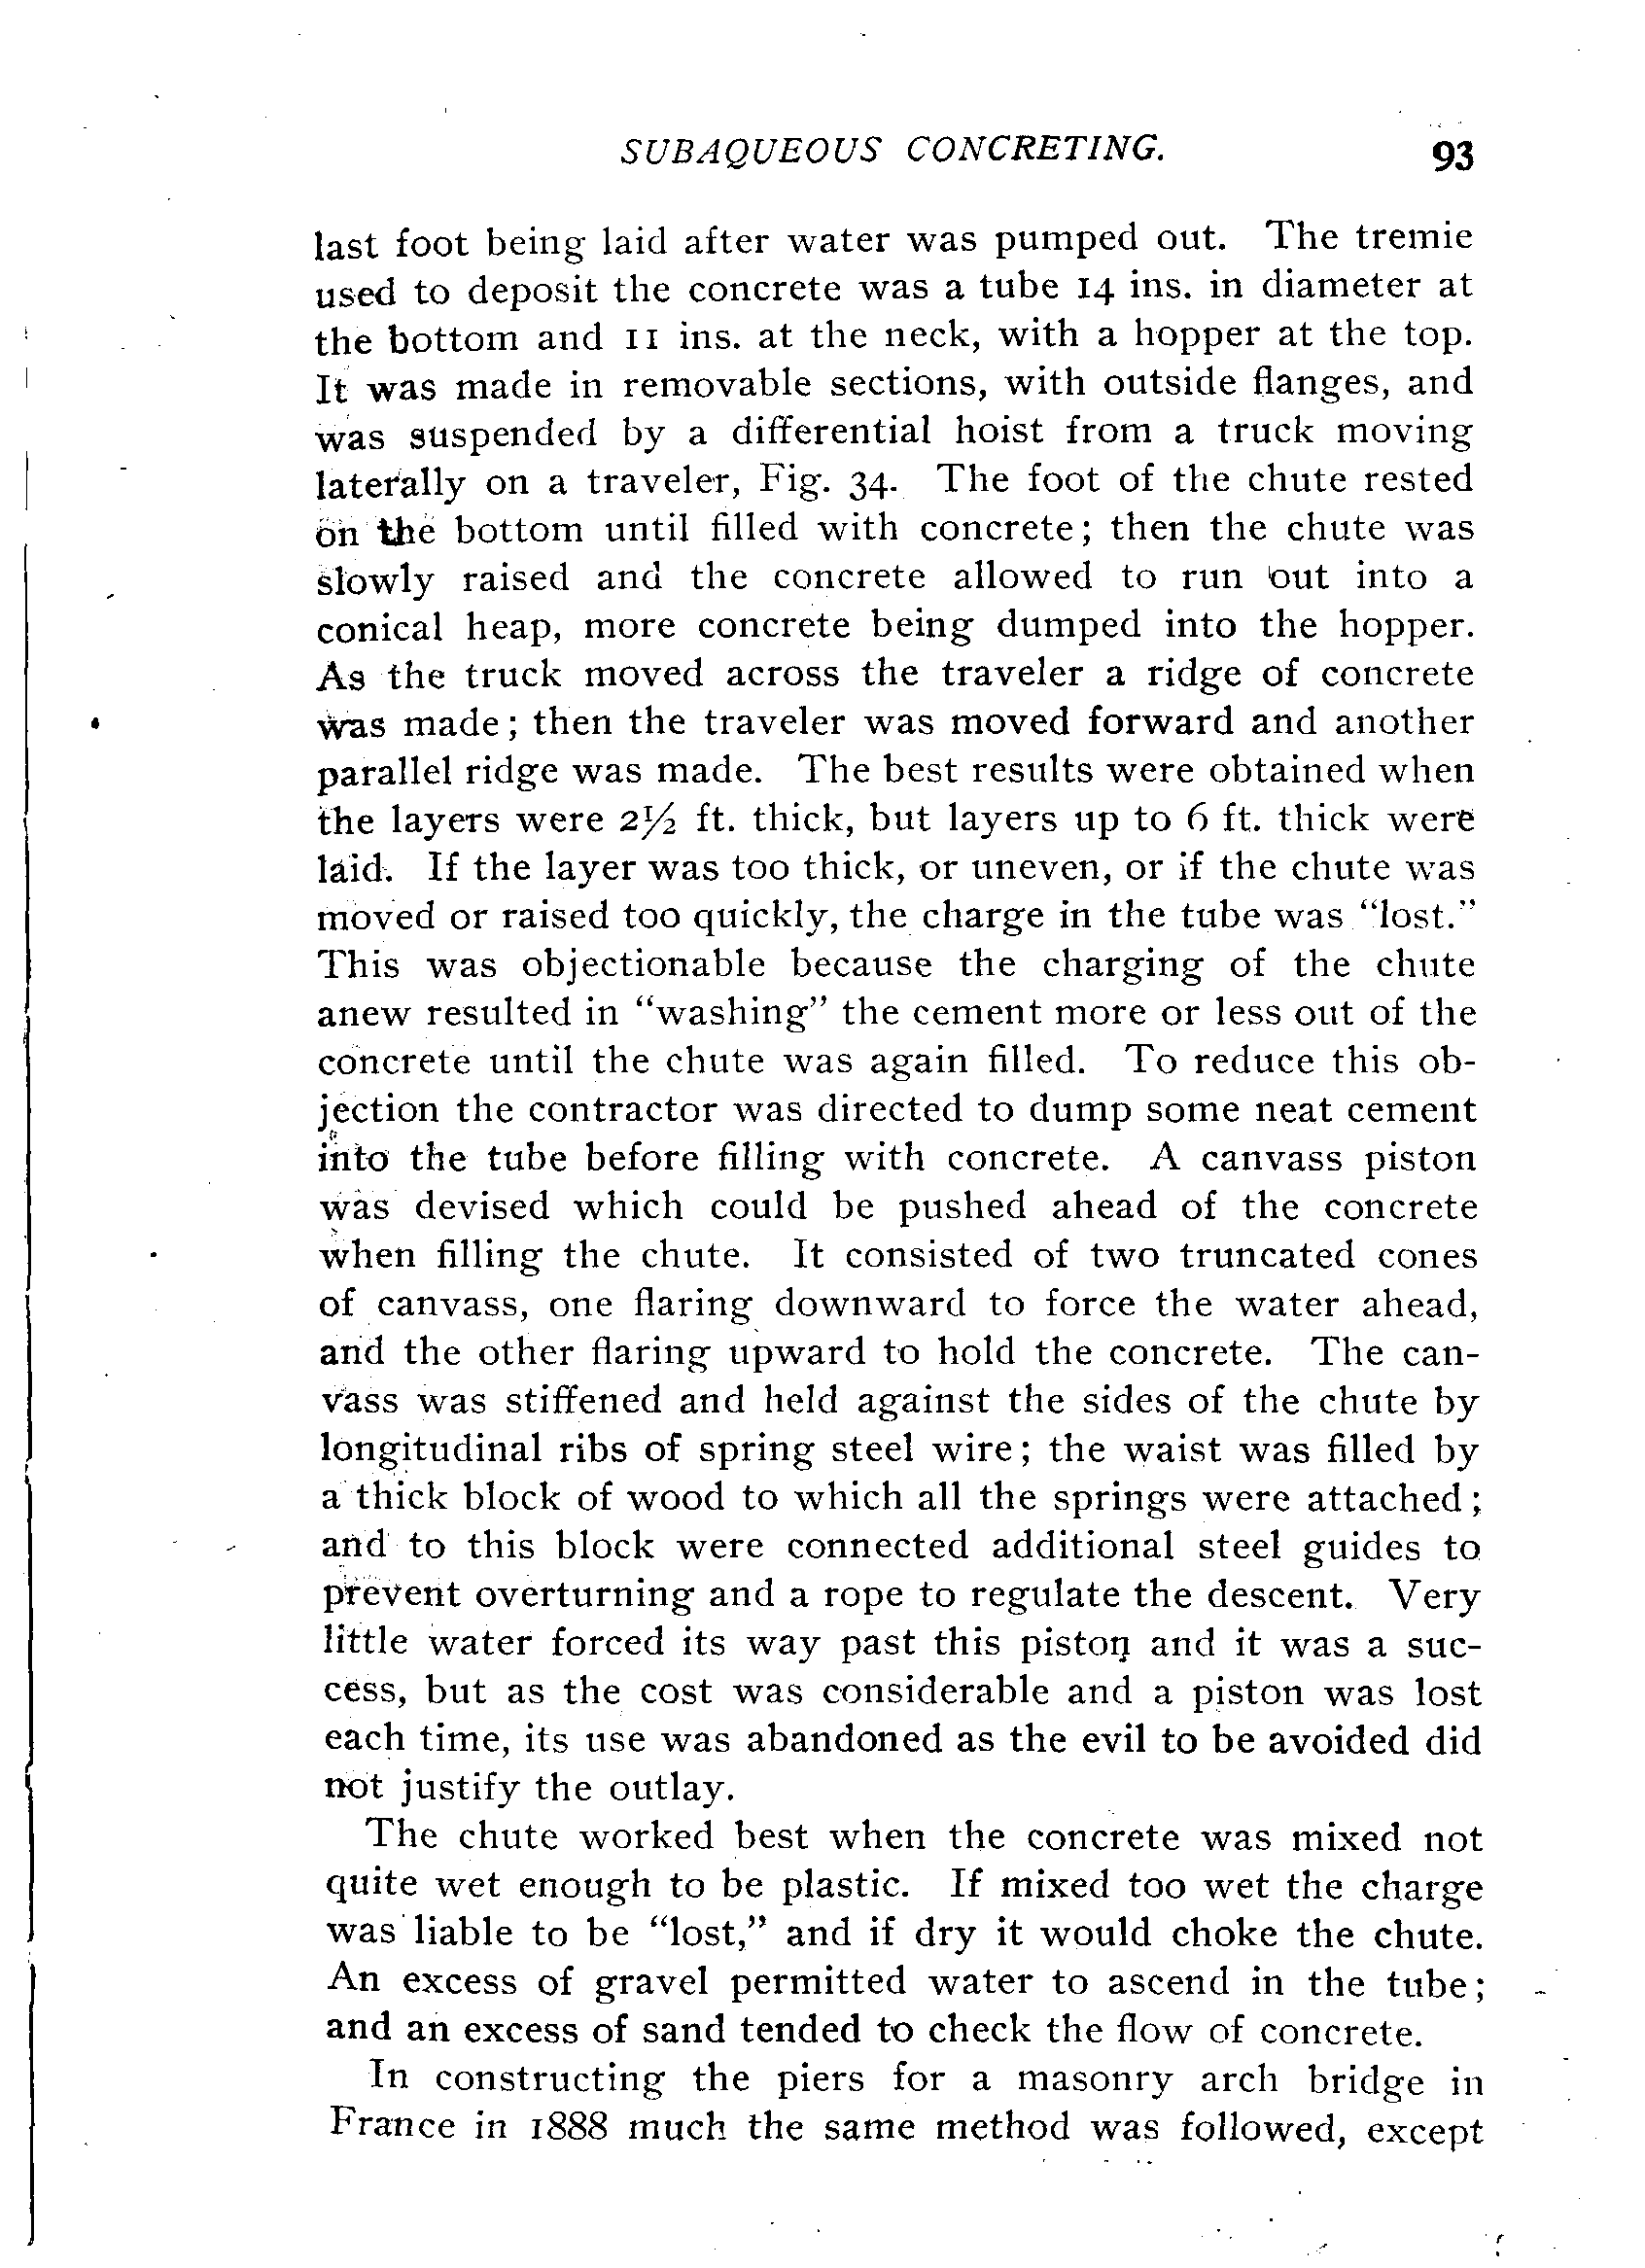 SUBAQUEOUS CONCRETING. 93
last foot being laid after water was pumped out. The tremie
used to deposit the concrete was a tube 14 ins. in diameter at
the bottom and 11 ins. at the neck, with a hopper at the top.
It was made in removable sections, with outside flanges, and
was suspended by a differential hoist from a truck moving
laterally on a traveler, Fig. 34. The foot of the chute rested
on the bottom until filled with concrete; then the chute was
slowly raised and the concrete allowed to run out into a
conical heap, more concrete being dumped into the hopper.
As the truck moved across the traveler a ridge of concrete
was made; then the traveler was moved forward and another
parallel ridge was made. The best results were obtained when
the layers were 2½ ft. thick, but layers up to 6 ft. thick were
laid. If the layer was too thick, or uneven, or if the chute was
moved or raised too quickly, the charge in the tube was "lost."
This was objectionable because the charging of the chute
anew resulted in "washing" the cement more or less out of the
concrete until the chute was again filled. To reduce this ob-
jection the contractor was directed to dump some neat cement
into the tube before filling with concrete. A canvass piston
was devised which could be pushed ahead of the concrete
when filling the chute. It consisted of two truncated cones
of canvass, one flaring downward to force the water ahead,
and the other flaring upward to hold the concrete. The can-
vass was stiffened and held against the sides of the chute by
longitudinal ribs of spring steel wire; the waist was filled by
a thick block of wood to which all the springs were attached;
and to this block were connected additional steel guides to
prevent overturning and a rope to regulate the descent. Very
little water forced its way past this piston and it was a suc-
cess, but as the cost was considerable and a piston was lost
each time, its use was abandoned as the evil to be avoided did
not justify the outlay.
The chute worked best when the concrete was mixed not
quite wet enough to be plastic. If mixed too wet the charge
was liable to be "lost," and if dry it would choke the chute.
An excess of gravel permitted water to ascend in the tube;
and an excess of sand tended to check the flow of concrete.
In constructing the piers for a masonry arch bridge in
France in 1888 much the same method was followed, except